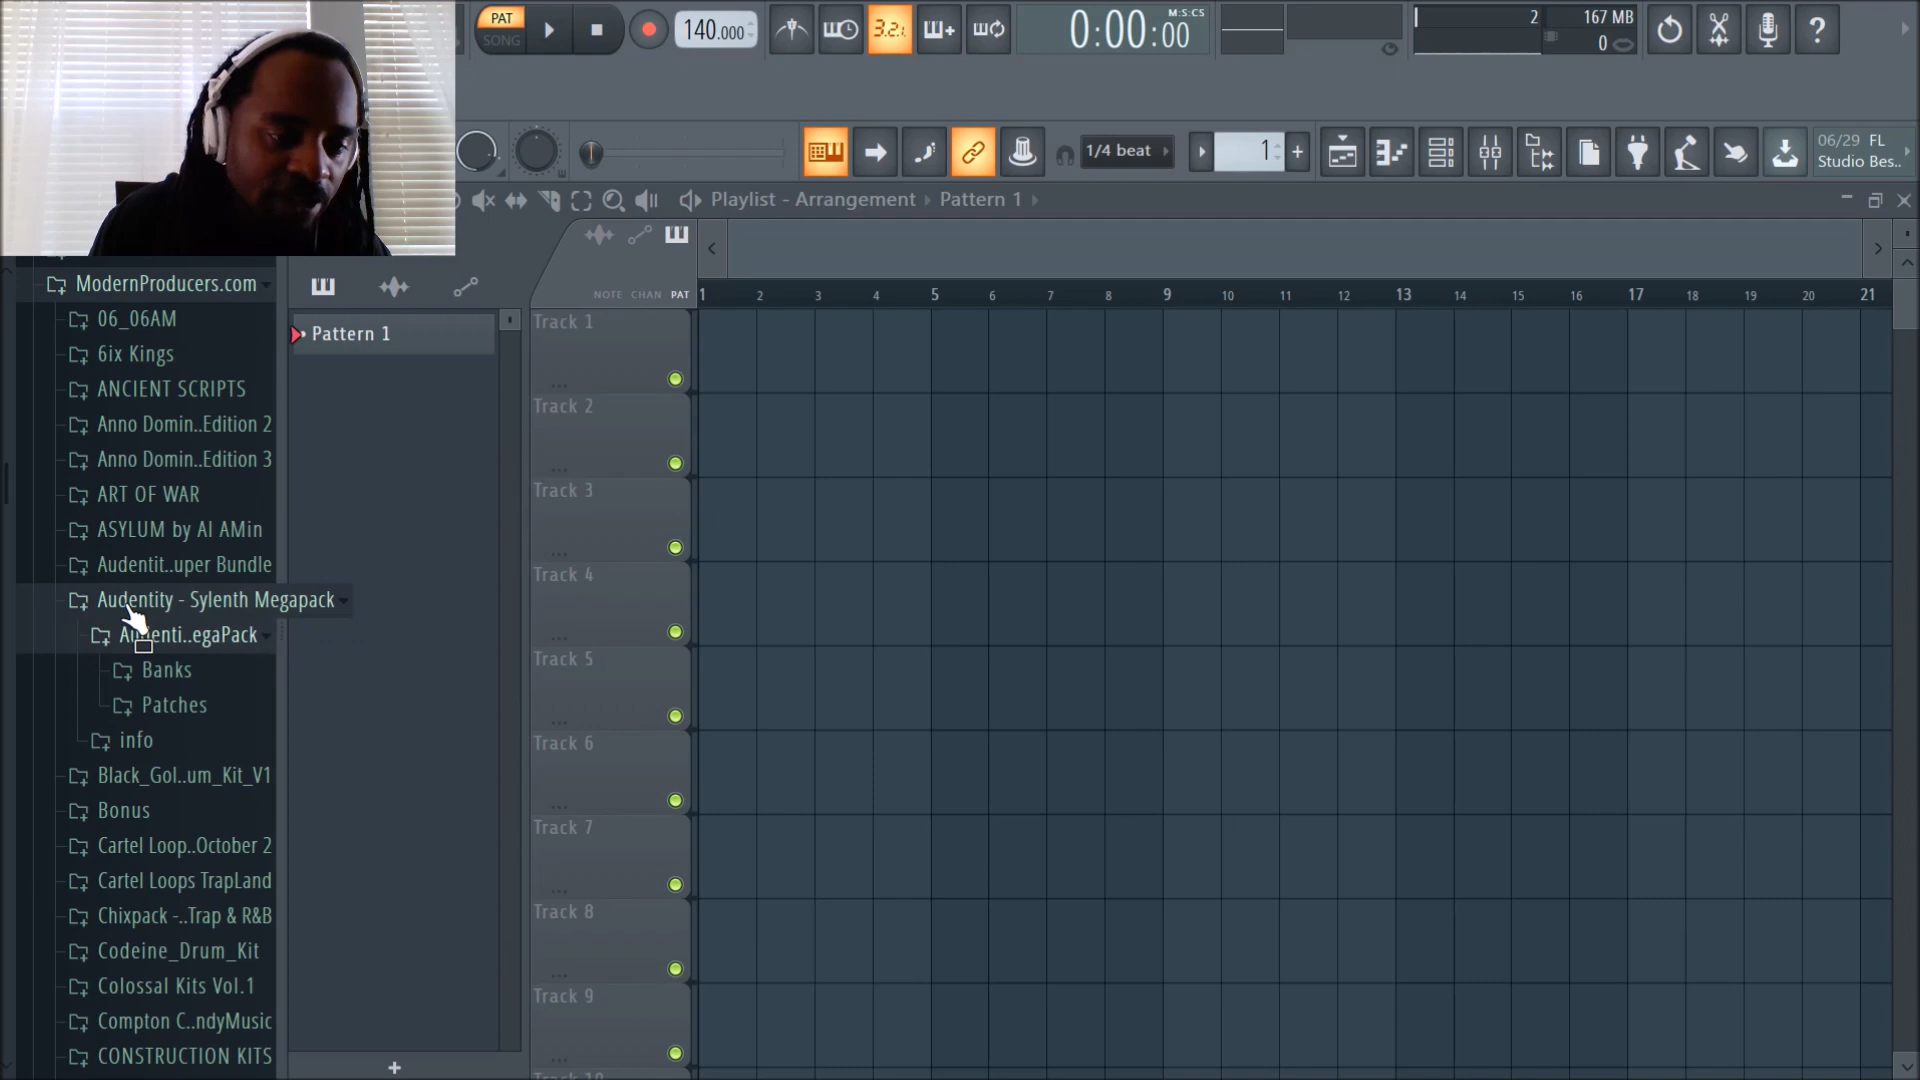 PAT
SONG
140.000
3.2.1
0:00:00
M:S:CS
2
167 MB
0
?
1/4 beat
1
+
06/29 FL
Studio Bes..
Playlist - Arrangement
Pattern 1
ModernProducers.com
06_06AM
6ix Kings
ANCIENT SCRIPTS
Anno Domin..Edition 2
Anno Domin..Edition 3
ART OF WAR
ASYLUM by AI AMin
Audentit..uper Bundle
Audentity - Sylenth Megapack
Banks
Patches
info
Black_Gol..um_Kit_V1
Bonus
Cartel Loop..October 2
Cartel Loops TrapLand
Chixpack -..Trap & R&B
Codeine_Drum_Kit
Colossal Kits Vol.1
Compton C..ndyMusic
CONSTRUCTION KITS
Pattern 1
+
NOTE CHAN PAT
1 2 3 4 5 6 7 8 9 10 11 12 13 14 15 16 17 18 19 20 21
Track 1
Track 2
Track 3
Track 4
Track 5
Track 6
Track 7
Track 8
Track 9